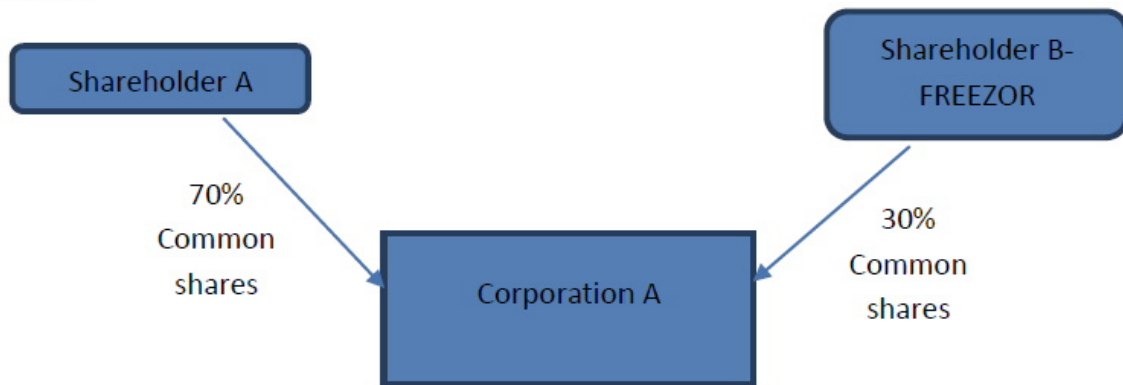 Shareholder A
Shareholder B-
FREEZOR
70%
Common
shares
30%
Common
shares
Corporation A